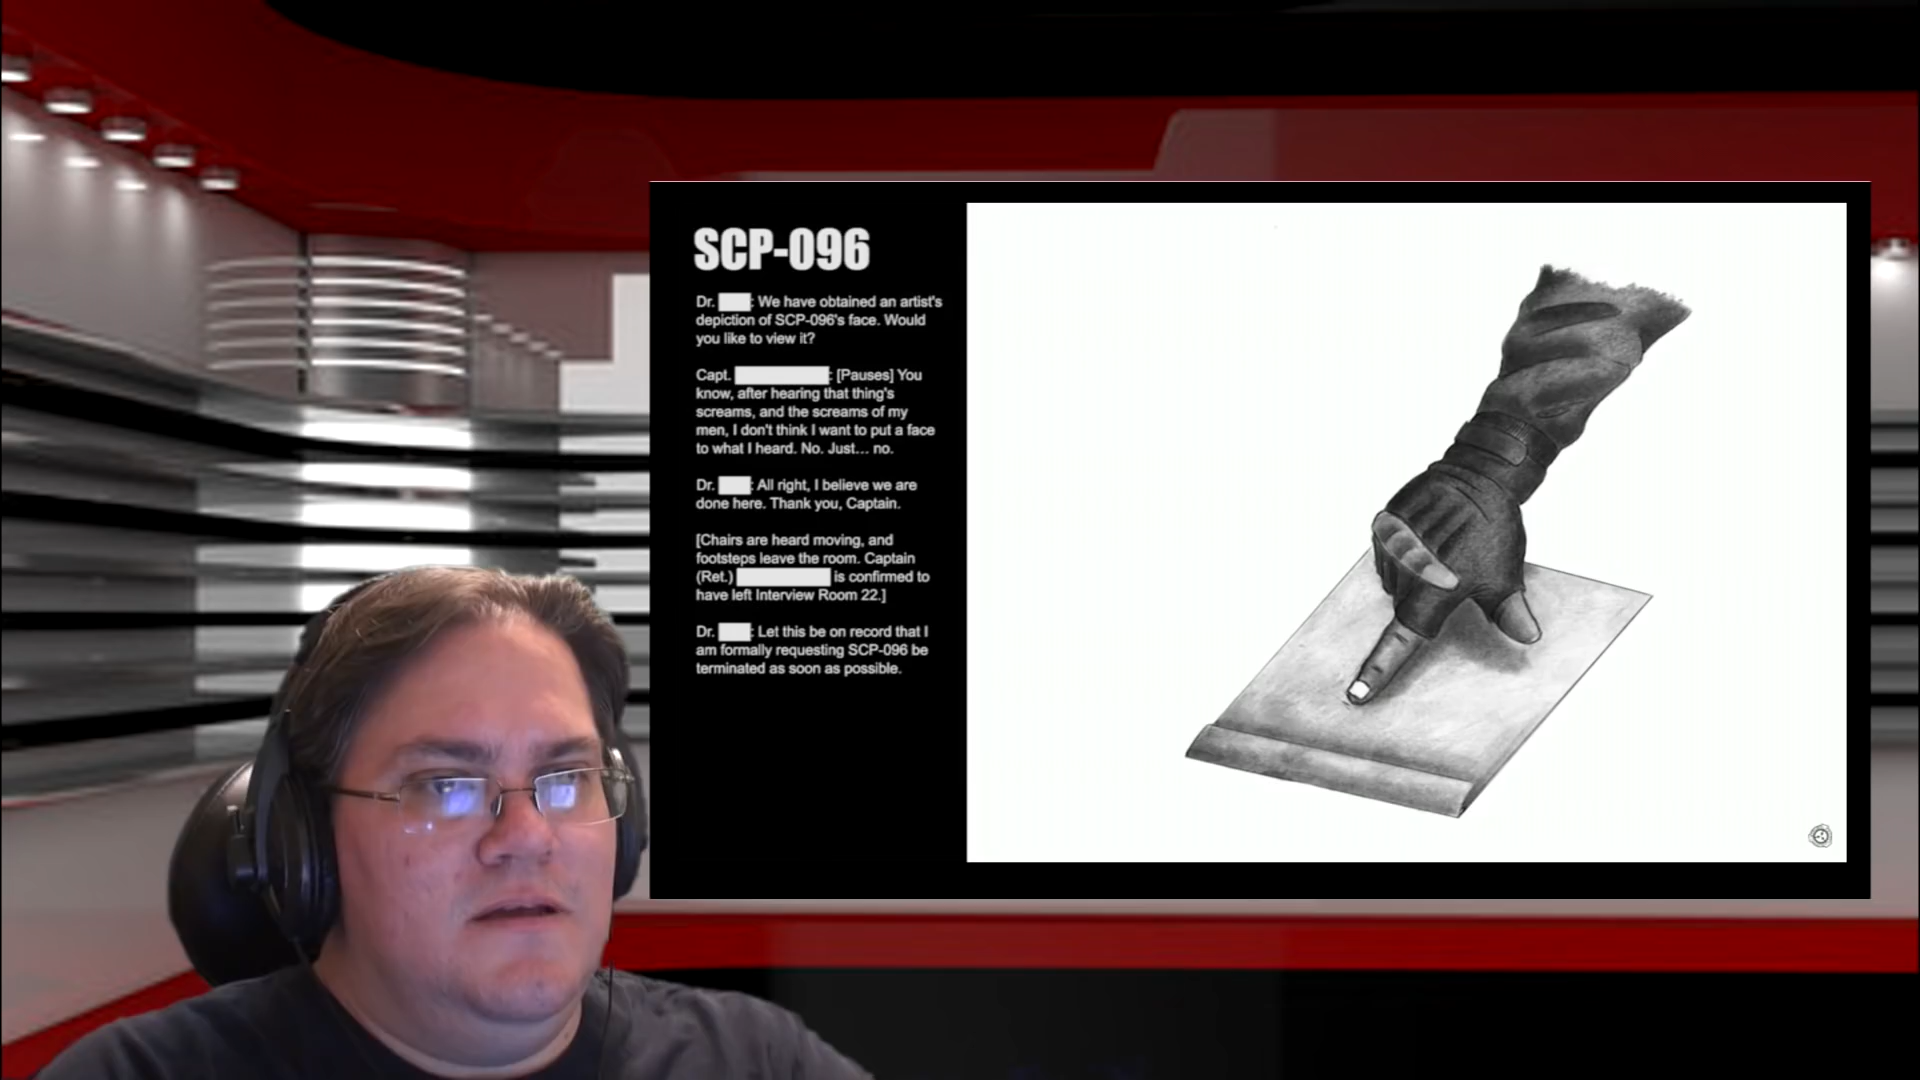 SCP-096
Dr. : We have obtained an artist's
depiction of SCP-096's face. Would
you like to view it?
Capt. : [Pauses] You
know, after hearing that thing's
screams, and the screams of my
men, I don't think I want to put a face
to what I heard. No. Just... no.
Dr. : All right, I believe we are
done here. Thank you, Captain.
[Chairs are heard moving, and
footsteps leave the room. Captain
(Ret.) is confirmed to
have left Interview Room 22.]
Dr. : Let this be on record that I
am formally requesting SCP-096 be
terminated as soon as possible.